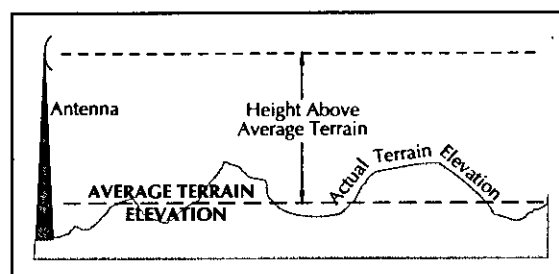 Antenna
Height Above
Average Terrain
Actual Terrain Elevation
AVERAGE TERRAIN
ELEVATION